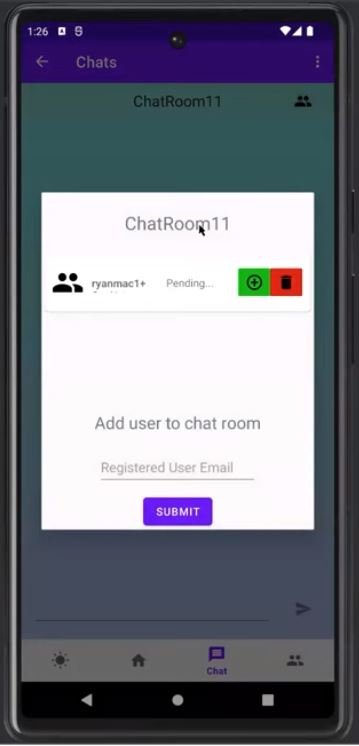 1:26
Chats
ChatRoom11
ChatRoom11
ryanmac1+ Pending...
Add user to chat room
Registered User Email
SUBMIT
Chat